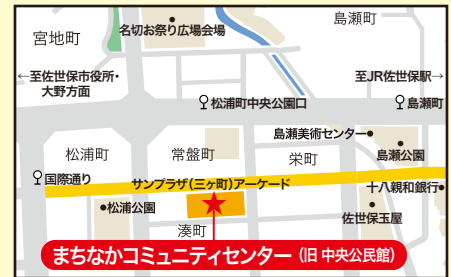 島瀬町
宮地町
名切お祭り広場会場
←至佐世保市役所・
大野方面
至JR佐世保駅→
松浦町中央公園口
島瀬町
島瀬美術センター
松浦町
常盤町
栄町
島瀬公園
国際通り
サンプラザ(三ヶ町)アーケード
十八親和銀行
松浦公園
佐世保玉屋
湊町
まちなかコミュニティセンター(旧 中央公民館)